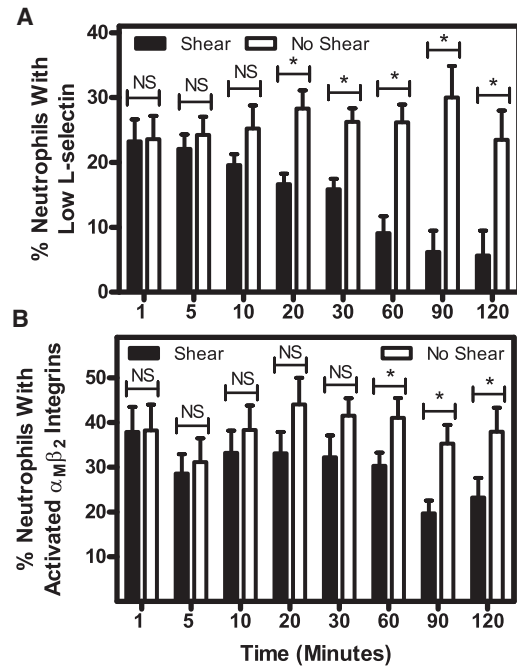 A
Shear No Shear
% Neutrophils With
Low L-selectin
40
30
20
10
0
NS NS NS * * * * *
1 5 10 20 30 60 90 120
B
Shear No Shear
% Neutrophils With
Activated αMβ2 Integrins
50
40
30
20
10
NS NS NS NS NS * * *
1 5 10 20 30 60 90 120
Time (Minutes)